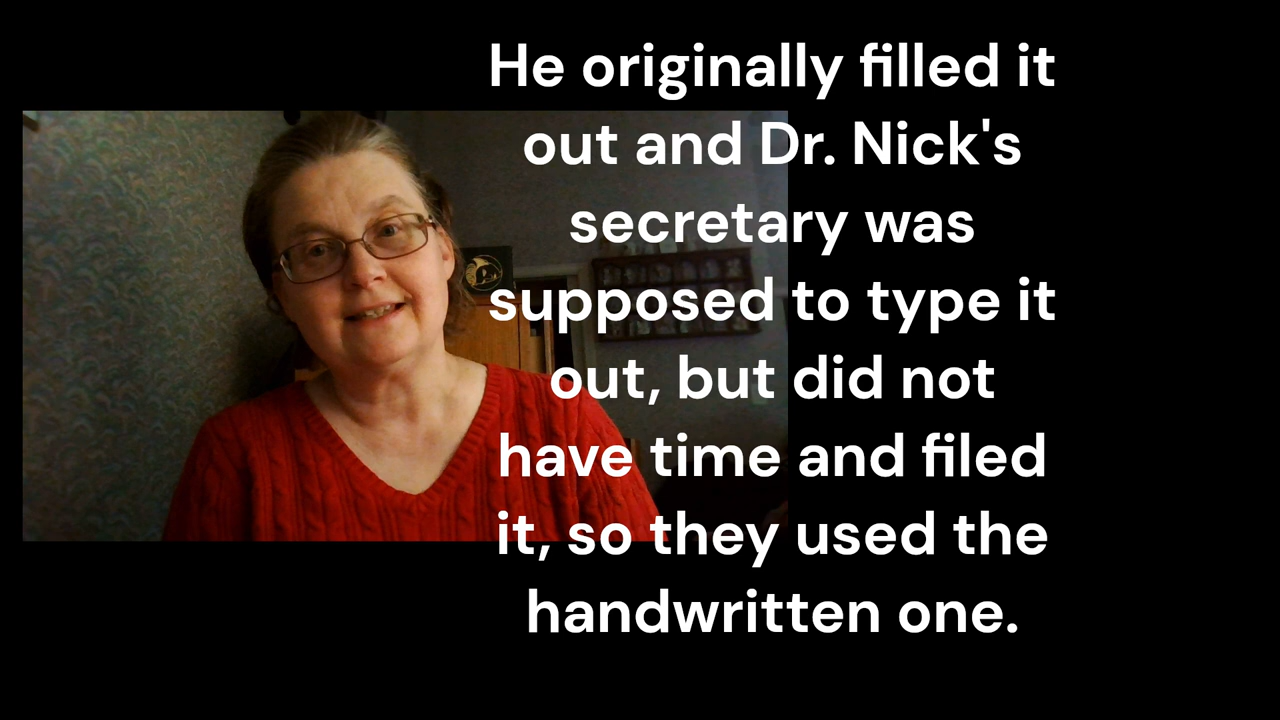 He originally filled it
out and Dr. Nick's
secretary was
supposed to type it
out, but did not
have time and filed
it, so they used the
handwritten one.